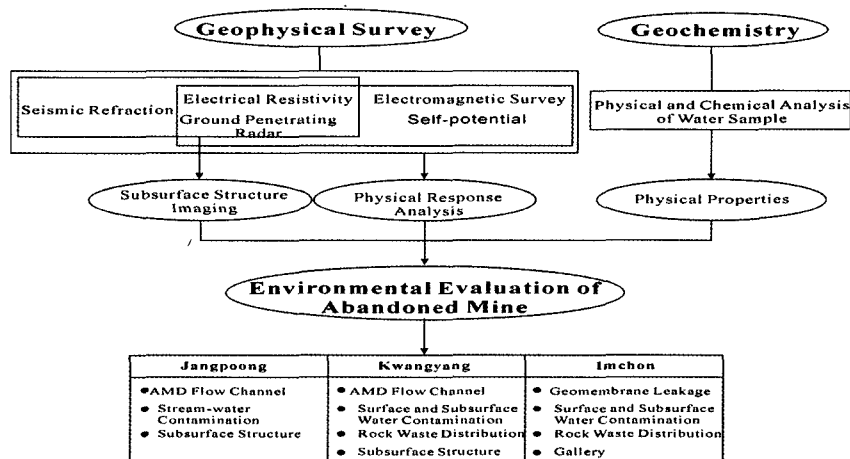 Geophysical Survey
Geochemistry
Seismic Refraction
Electrical Resistivity
Ground Penetrating
Radar
Electromagnetic Survey
Self-potential
Physical and Chemical Analysis
of Water Sample
Subsurface Structure
Imaging
Physical Response
Analysis
Physical Properties
Environmental Evaluation of
Abandoned Mine
Jangpoong
●AMD Flow Channel
● Stream-water
Contamination
● Subsurface Structure
Kwangyang
● AMD Flow Channel
● Surface and Subsurface
Water Contamination
● Rock Waste Distribution
● Subsurface Structure
Imchon
● Geomembrane Leakage
● Surface and Subsurface
Water Contamination
● Rock Waste Distribution
● Gallery